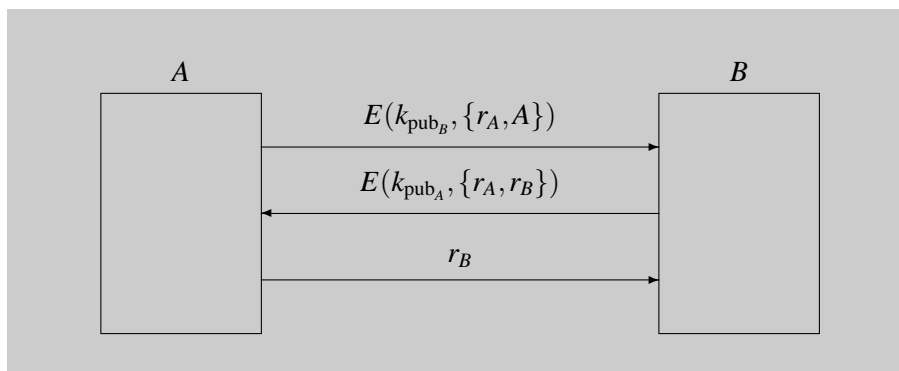 A B
E(k_pub_B, {r_A, A})
E(k_pub_A, {r_A, r_B})
r_B